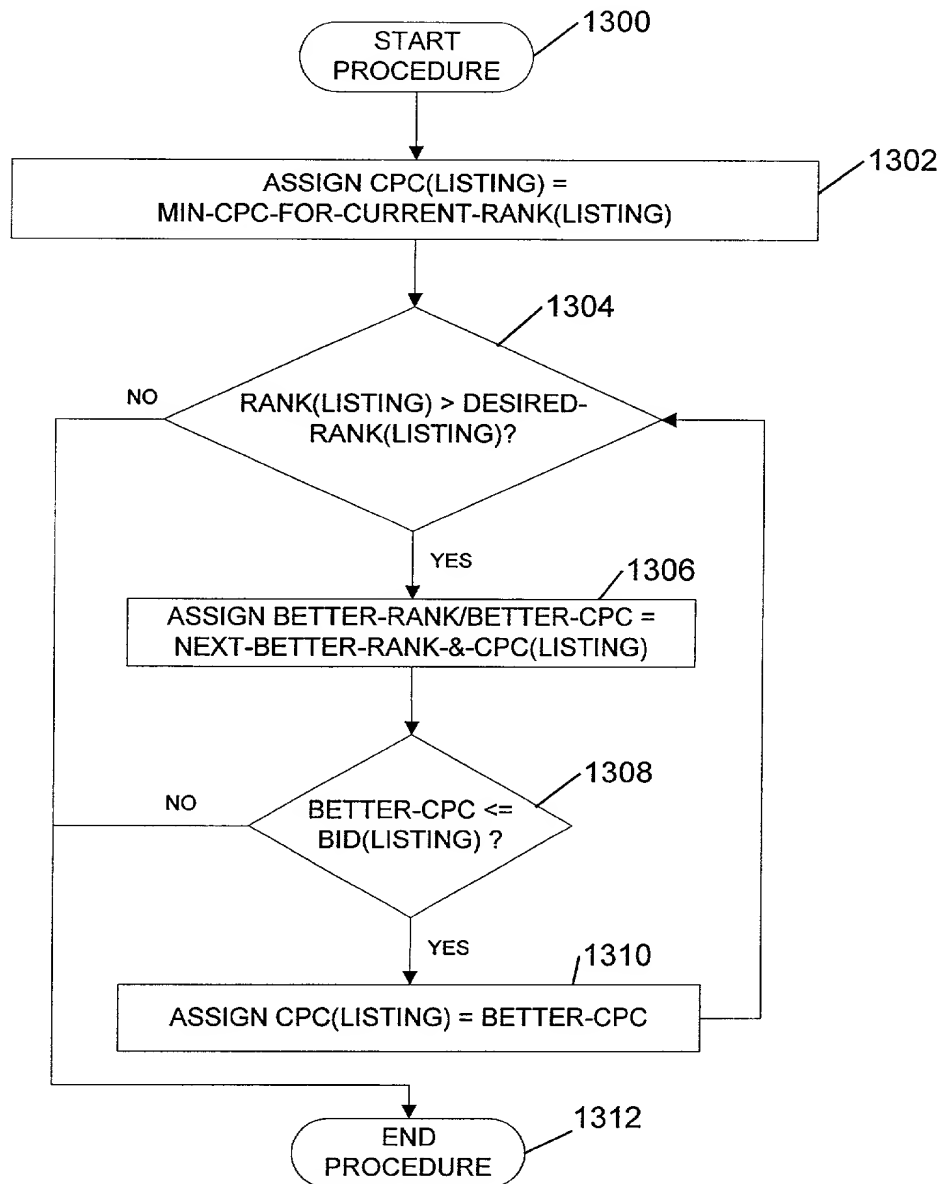 START
PROCEDURE
1300
ASSIGN CPC(LISTING) =
MIN-CPC-FOR-CURRENT-RANK(LISTING)
1302
1304
NO
RANK(LISTING) > DESIRED-
RANK(LISTING)?
YES
1306
ASSIGN BETTER-RANK/BETTER-CPC =
NEXT-BETTER-RANK-&-CPC(LISTING)
1308
NO
BETTER-CPC <=
BID(LISTING) ?
YES
1310
ASSIGN CPC(LISTING) = BETTER-CPC
1312
END
PROCEDURE